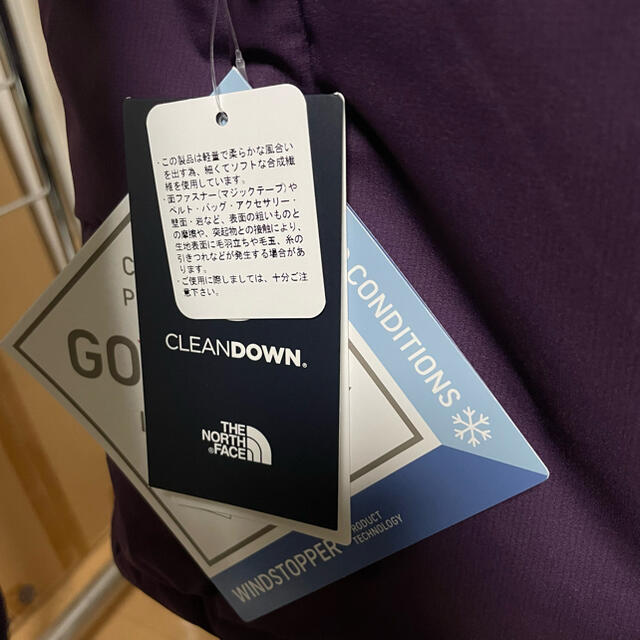 ・この製品は軽量で柔らかな風合い
を出す為、細くてソフトな合成繊
維を使用しています。
・面ファスナー(マジックテープ)や
ベルト・バッグ・アクセサリー・
壁面・岩など、表面の粗いものと
の摩擦や、突起物との接触により、
生地表面に毛羽立ちや毛玉、糸の
引きつれなどが発生する場合があ
ります。
・ご使用に際しましては、十分ご注
意下さい。
CLEANDOWN®
THE
NORTH
FACE®
GO
CONDITIONS
WINDSTOPPER®
PRODUCT
TECHNOLOGY